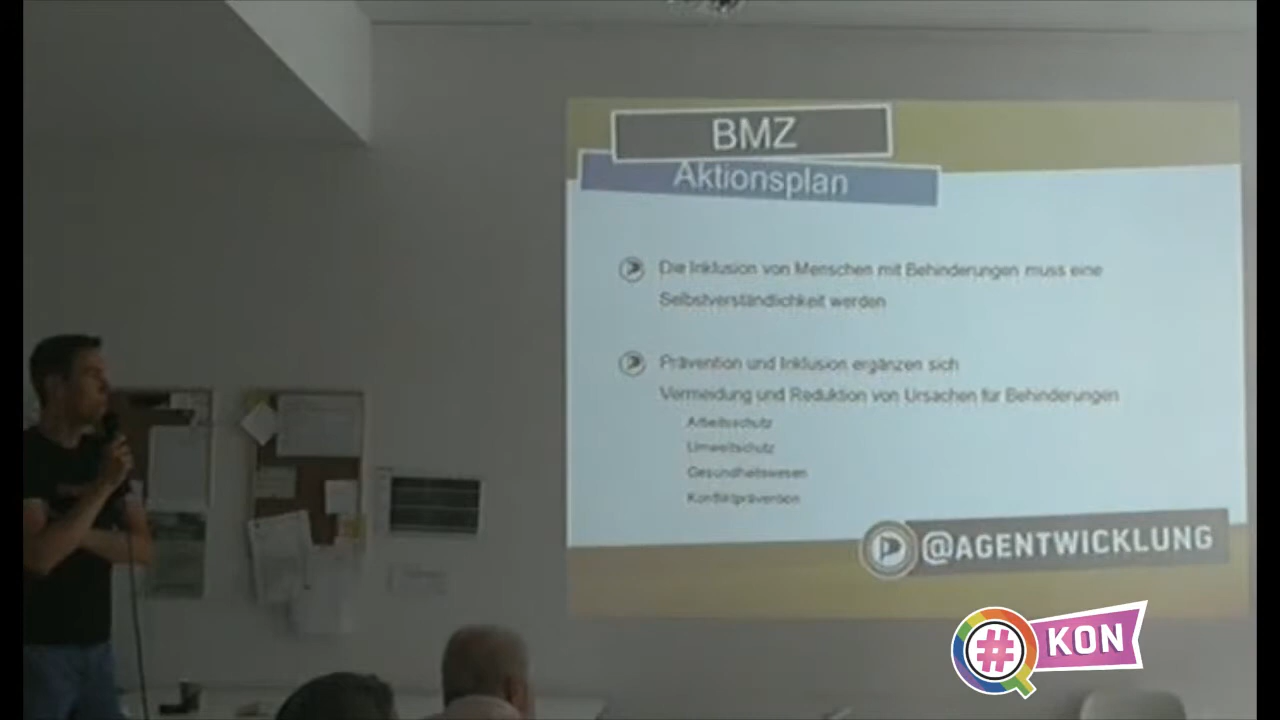 BMZ
Aktionsplan
Die Inklusion von Menschen mit Behinderungen muss eine
Selbstverständlichkeit werden
Prävention und Inklusion ergänzen sich
Vermeidung und Reduktion von Ursachen für Behinderungen
Arbeitsschutz
Umweltschutz
Gesundheitswesen
Konfliktprävention
@AGENTWICKLUNG
# KON